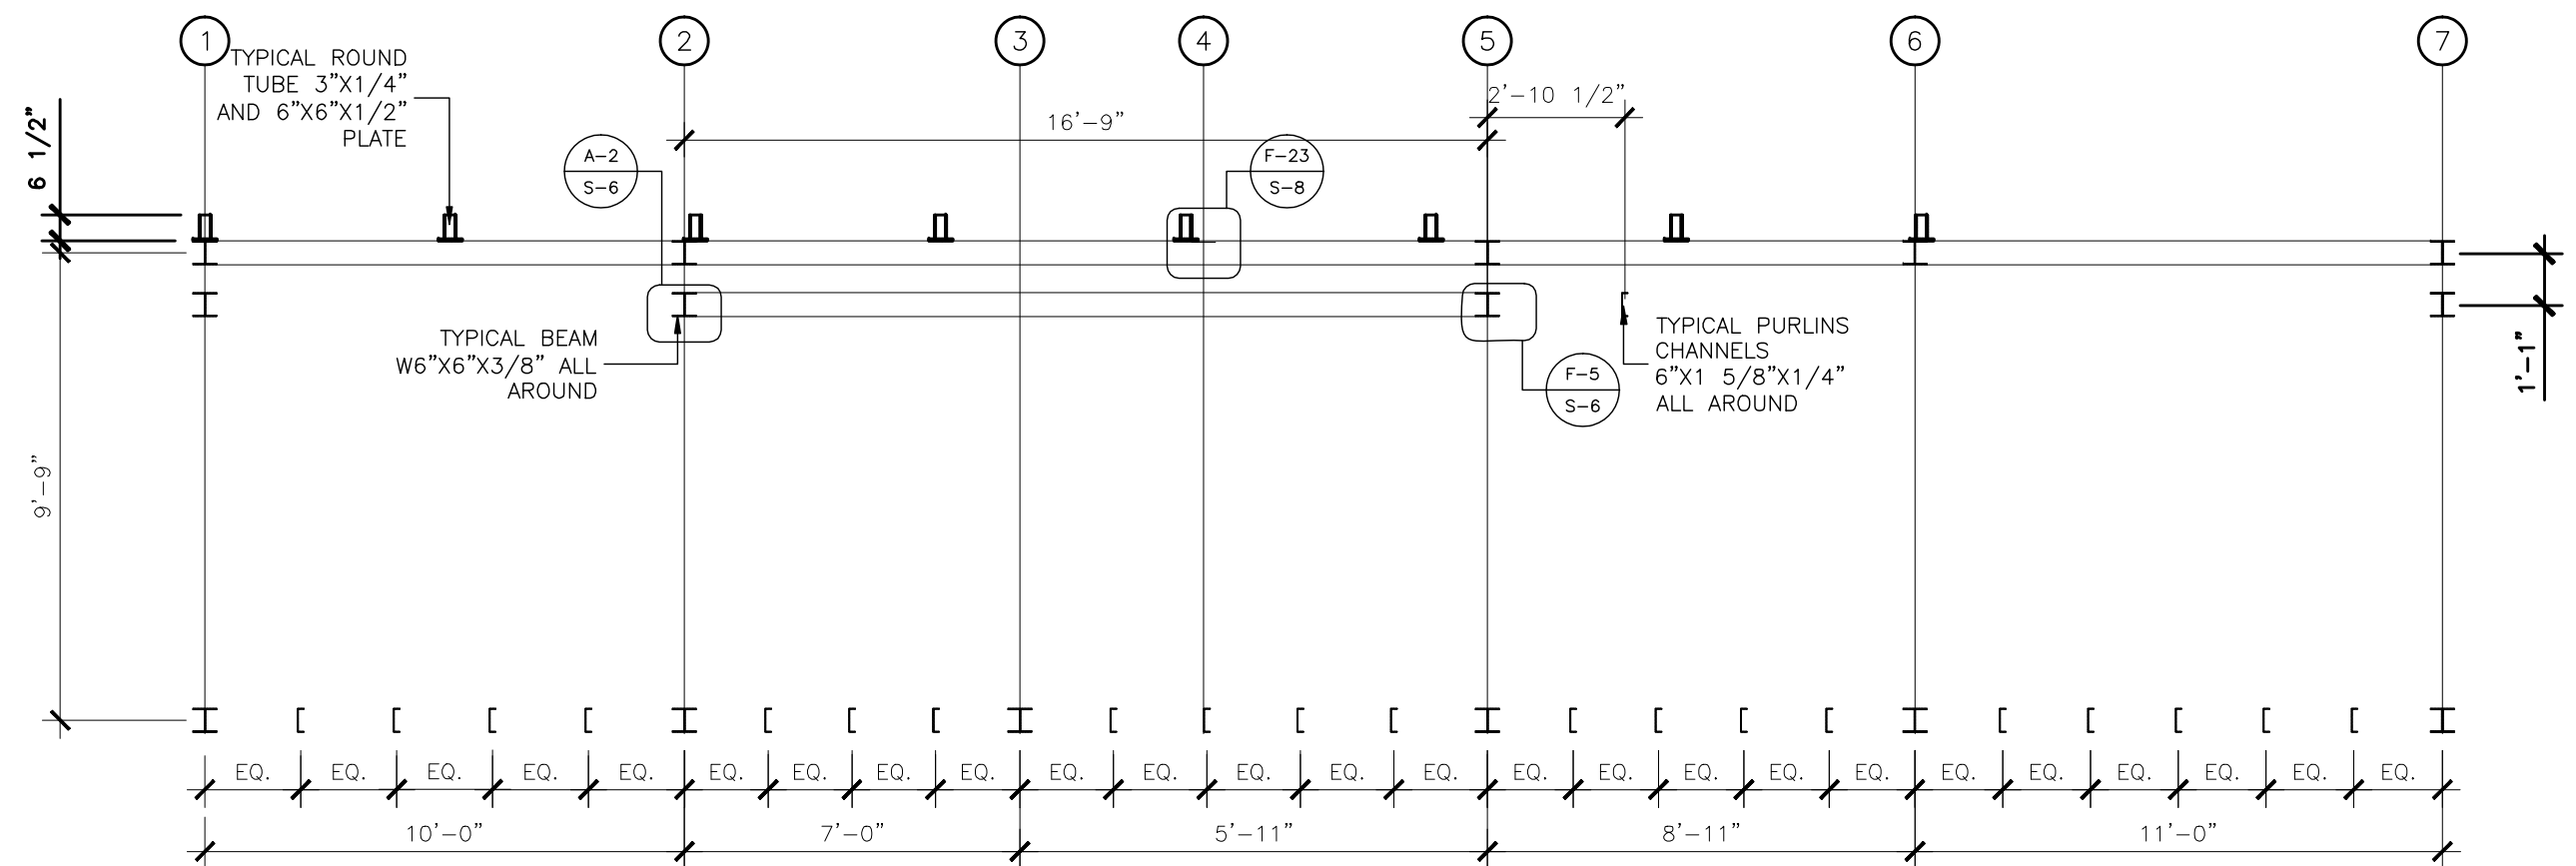 1
2
3
4
5
6
7
TYPICAL ROUND
TUBE 3"X1/4"
AND 6"X6"X1/2"
PLATE
6 1/2"
16'-9"
2'-10 1/2"
A-2
S-6
F-23
S-8
TYPICAL BEAM
W6"X6"X3/8" ALL
AROUND
F-5
S-6
TYPICAL PURLINS
CHANNELS
6"X1 5/8"X1/4"
ALL AROUND
1'-1"
9'-9"
EQ. EQ. EQ. EQ. EQ. EQ. EQ. EQ. EQ. EQ. EQ. EQ. EQ. EQ. EQ. EQ. EQ. EQ. EQ. EQ. EQ. EQ. EQ. EQ. EQ.
10'-0" 7'-0" 5'-11" 8'-11" 11'-0"